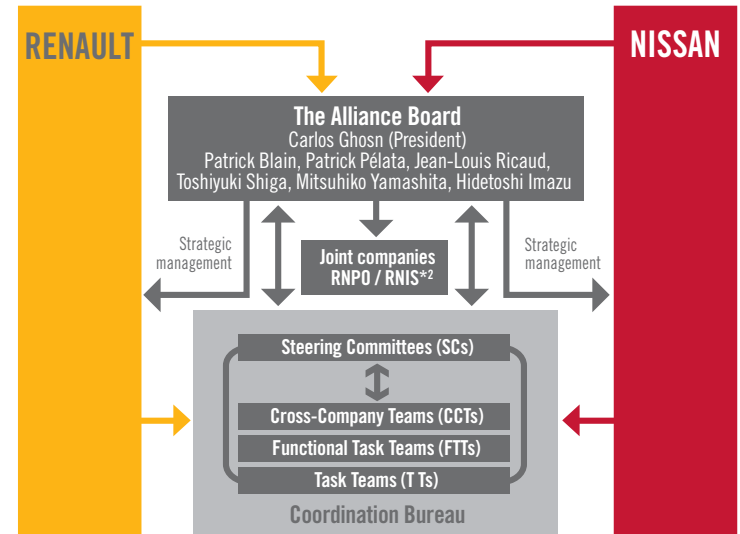 RENAULT
NISSAN
The Alliance Board
Carlos Ghosn (President)
Patrick Blain, Patrick Pélata, Jean-Louis Ricaud,
Toshiyuki Shiga, Mitsuhiko Yamashita, Hidetoshi Imazu
Strategic
management
Joint companies
RNPO / RNIS*²
Strategic
management
Steering Committees (SCs)
Cross-Company Teams (CCTs)
Functional Task Teams (FTTs)
Task Teams (T Ts)
Coordination Bureau